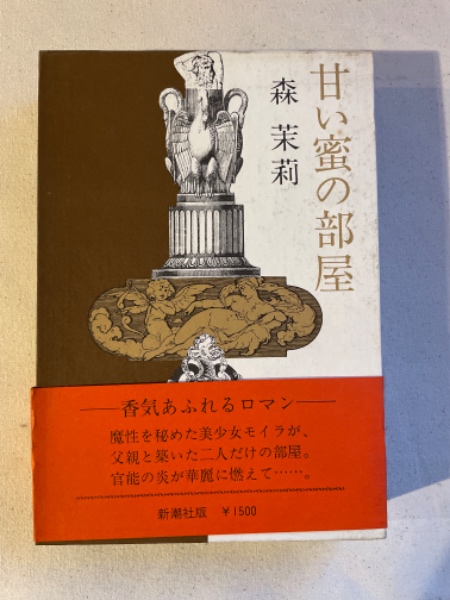 甘い蜜の部屋
森 茉莉
──香気あふれるロマン──
魔性を秘めた美少女モイラが、
父親と築いた二人だけの部屋。
官能の炎が華麗に燃えて……。
新潮社版 ¥1500